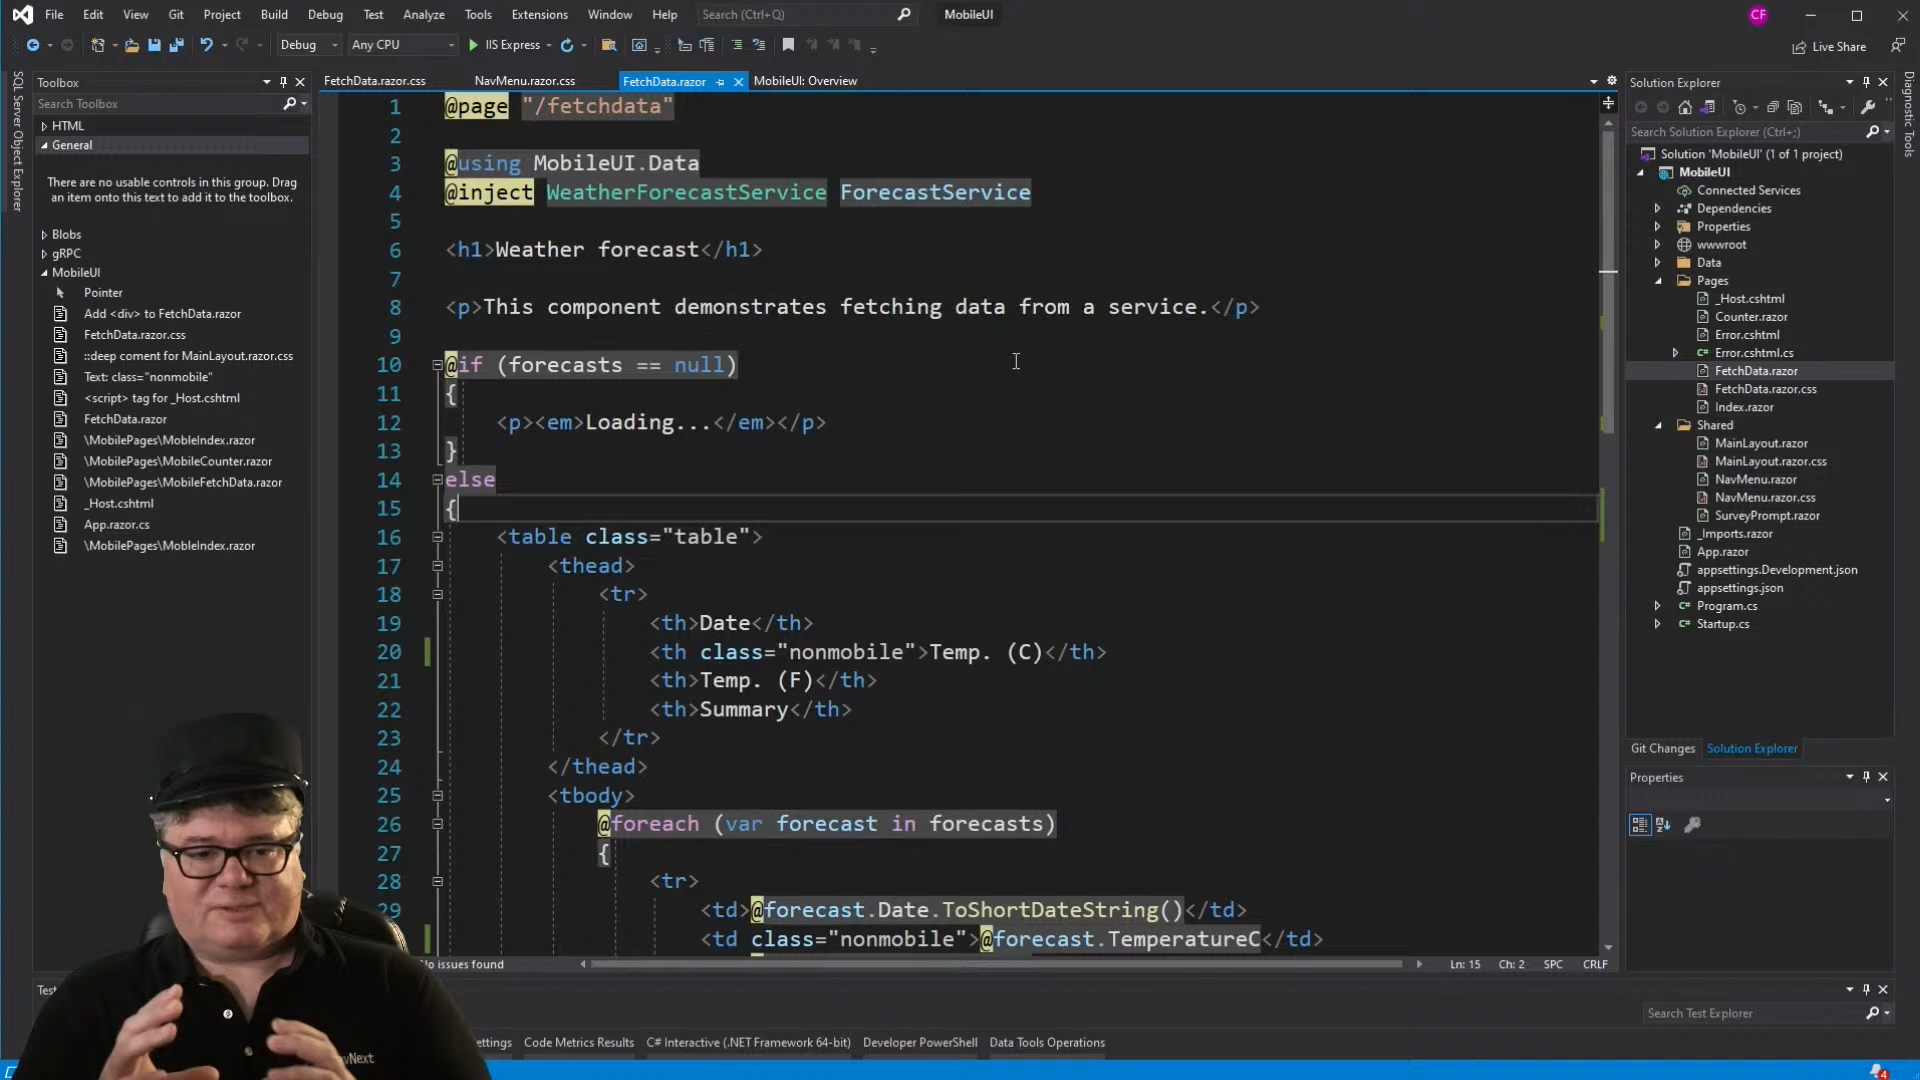 File Edit View Git Project Build Debug Test Analyze Tools Extensions Window Help Search (Ctrl+Q) MobileUI CF
Debug Any CPU IIS Express Live Share
SQL Server Object Explorer
Toolbox
Search Toolbox
HTML
General
There are no usable controls in this group. Drag
an item onto this text to add it to the toolbox.
Blobs
gRPC
MobileUI
Pointer
Add <div> to FetchData.razor
FetchData.razor.css
::deep coment for MainLayout.razor.css
Text: class="nonmobile"
<script> tag for _Host.cshtml
FetchData.razor
\MobilePages\MobleIndex.razor
\MobilePages\MobileCounter.razor
\MobilePages\MobileFetchData.razor
_Host.cshtml
App.razor.cs
\MobilePages\MobleIndex.razor
FetchData.razor.css NavMenu.razor.css FetchData.razor MobileUI: Overview
1 @page "/fetchdata"
2
3 @using MobileUI.Data
4 @inject WeatherForecastService ForecastService
5
6 <h1>Weather forecast</h1>
7
8 <p>This component demonstrates fetching data from a service.</p>
9
10 @if (forecasts == null)
11 {
12 <p><em>Loading...</em></p>
13 }
14 else
15 {
16 <table class="table">
17 <thead>
18 <tr>
19 <th>Date</th>
20 <th class="nonmobile">Temp. (C)</th>
21 <th>Temp. (F)</th>
22 <th>Summary</th>
23 </tr>
24 </thead>
25 <tbody>
26 @foreach (var forecast in forecasts)
27 {
28 <tr>
29 <td>@forecast.Date.ToShortDateString()</td>
<td class="nonmobile">@forecast.TemperatureC</td>
No issues found Ln: 15 Ch: 2 SPC CRLF
Solution Explorer
Search Solution Explorer (Ctrl+;)
Solution 'MobileUI' (1 of 1 project)
MobileUI
Connected Services
Dependencies
Properties
wwwroot
Data
Pages
_Host.cshtml
Counter.razor
Error.cshtml
Error.cshtml.cs
FetchData.razor
FetchData.razor.css
Index.razor
Shared
MainLayout.razor
MainLayout.razor.css
NavMenu.razor
NavMenu.razor.css
SurveyPrompt.razor
_Imports.razor
App.razor
appsettings.Development.json
appsettings.json
Program.cs
Startup.cs
Git Changes Solution Explorer
Properties
Diagnostic Tools
Search Test Explorer
Code Metrics Results C# Interactive (.NET Framework 64-bit) Developer PowerShell Data Tools Operations
4